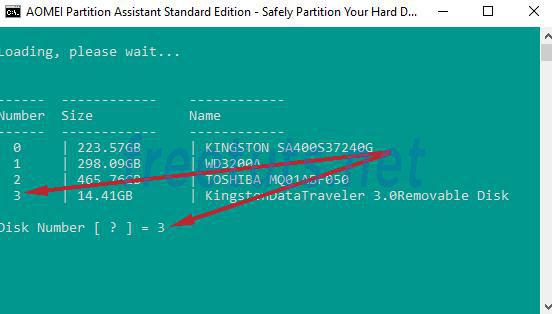 AOMEI Partition Assistant Standard Edition - Safely Partition Your Hard D...
Loading, please wait...
------ ------------ ------------
Number Size Name
------ ------------ ------------
0 | 223.57GB | KINGSTON SA400S37240G
1 | 298.09GB | WD3200A
2 | 465.76GB | TOSHIBA MQ01ABF050
3 | 14.41GB | KingstonDataTraveler 3.0Removable Disk
Disk Number [ ? ] = 3